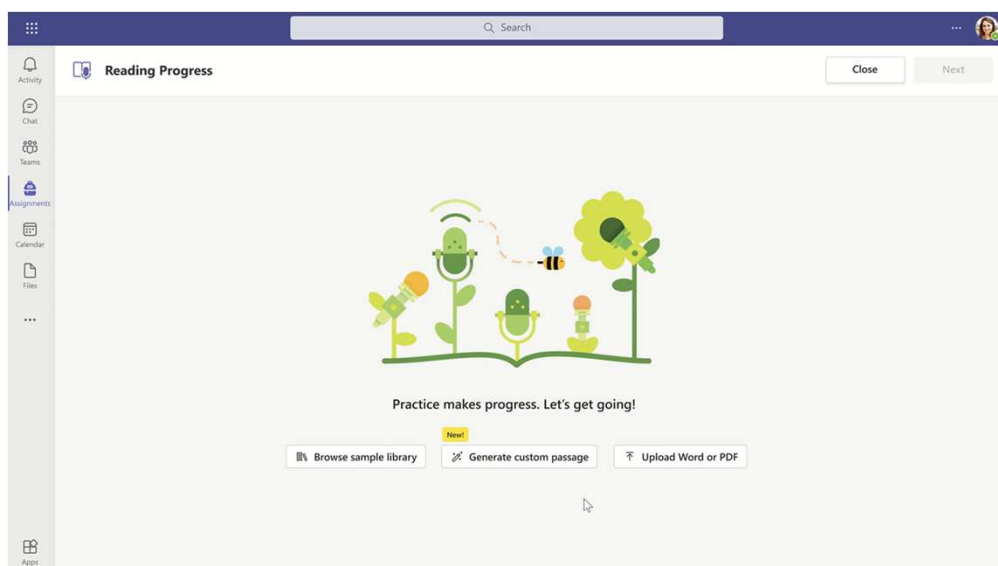 Search
...
Activity
Chat
Teams
Assignments
Calendar
Files
...
Apps
Reading Progress
Close
Next
Practice makes progress. Let's get going!
New!
Browse sample library
Generate custom passage
Upload Word or PDF